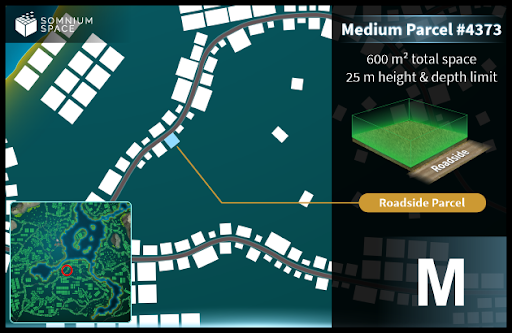 SOMNIUM
SPACE
Medium Parcel #4373
600 m² total space
25 m height & depth limit
Roadside
Roadside Parcel
M